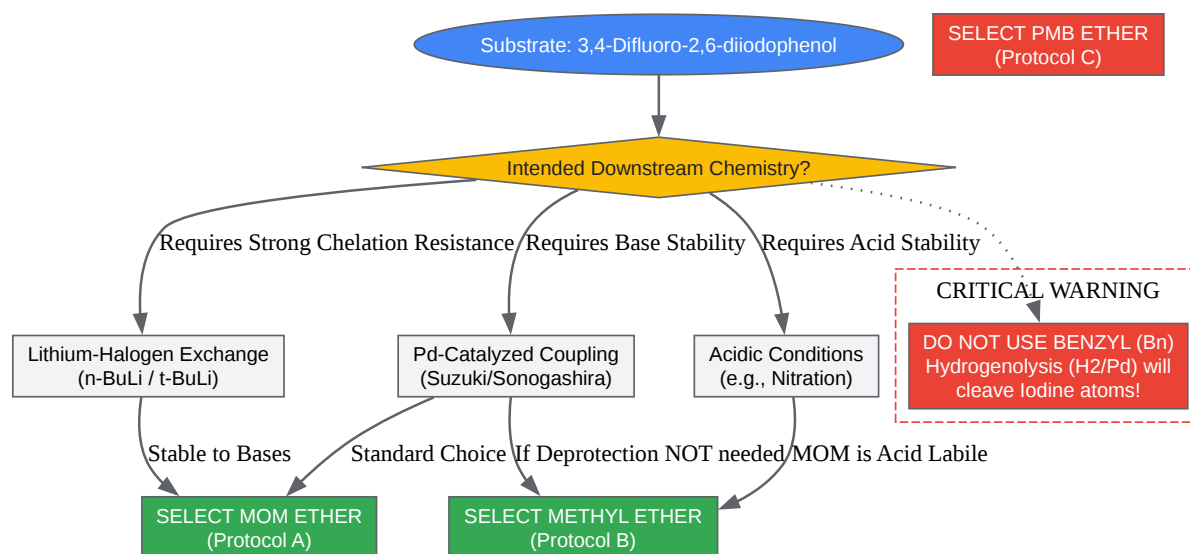 Substrate: 3,4-Difluoro-2,6-diiodophenol
SELECT PMB ETHER
(Protocol C)
Intended Downstream Chemistry?
Requires Strong Chelation Resistance
Requires Base Stability
Requires Acid Stability
CRITICAL WARNING
Lithium-Halogen Exchange
(n-BuLi / t-BuLi)
Pd-Catalyzed Coupling
(Suzuki/Sonogashira)
Acidic Conditions
(e.g., Nitration)
DO NOT USE BENZYL (Bn)
Hydrogenolysis (H2/Pd) will
cleave Iodine atoms!
Stable to Bases
Standard Choice
If Deprotection NOT needed
MOM is Acid Labile
SELECT MOM ETHER
(Protocol A)
SELECT METHYL ETHER
(Protocol B)